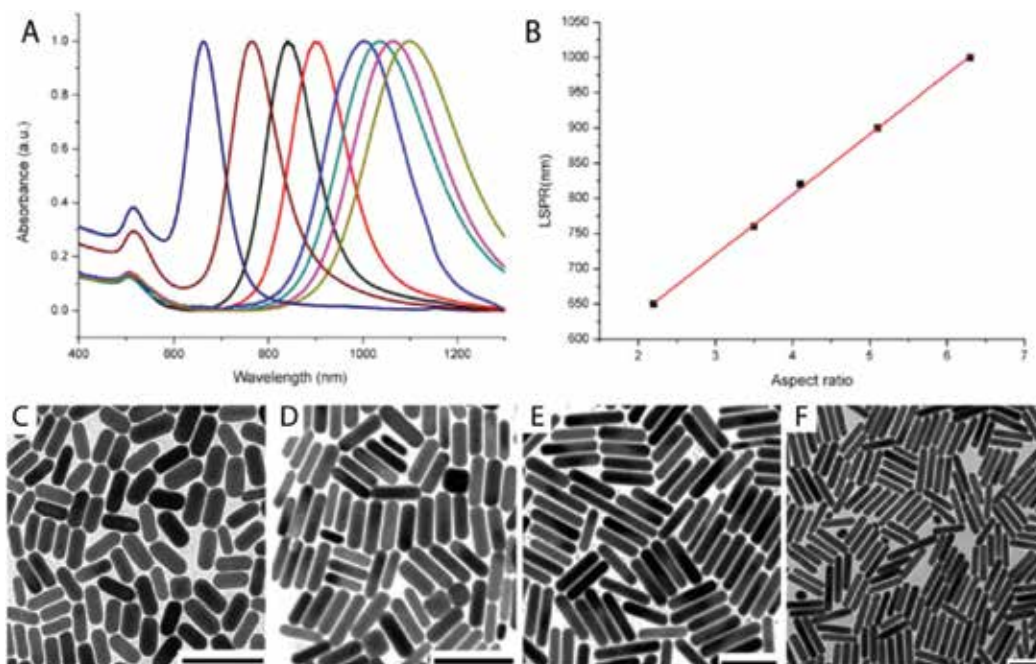 A
Absorbance (a.u.)
1.0
0.8
0.6
0.4
0.2
0.0
400 600 800 1000 1200
Wavelength (nm)
B
LSPR(nm)
1050
1000
950
900
850
800
750
700
650
600
2 3 4 5 6 7
Aspect ratio
C D E F